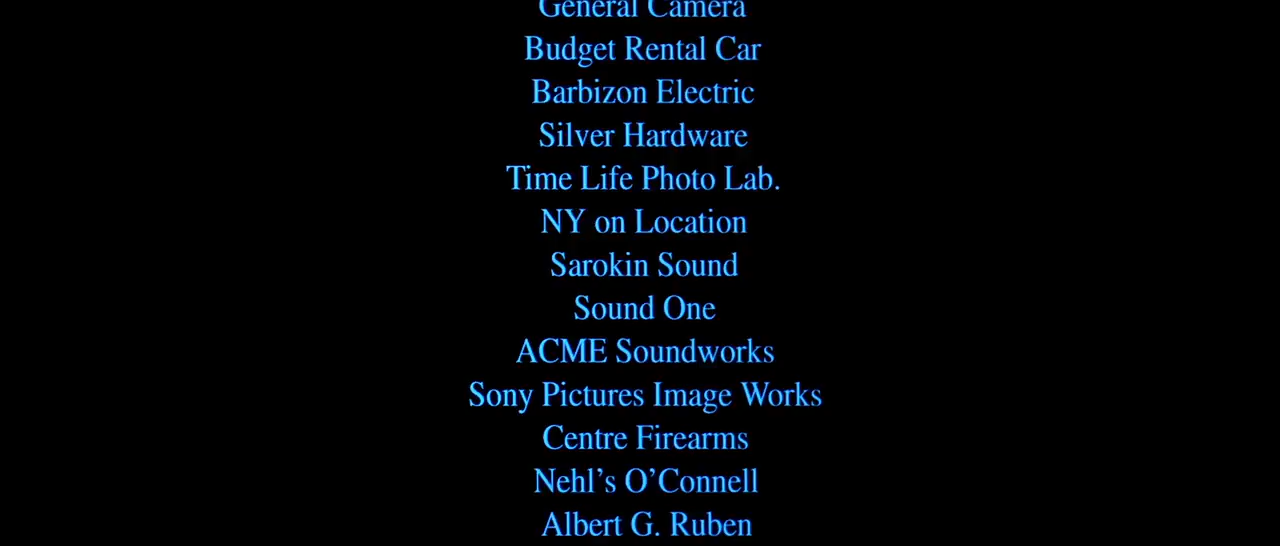 General Camera
Budget Rental Car
Barbizon Electric
Silver Hardware
Time Life Photo Lab.
NY on Location
Sarokin Sound
Sound One
ACME Soundworks
Sony Pictures Image Works
Centre Firearms
Nehl’s O’Connell
Albert G. Ruben